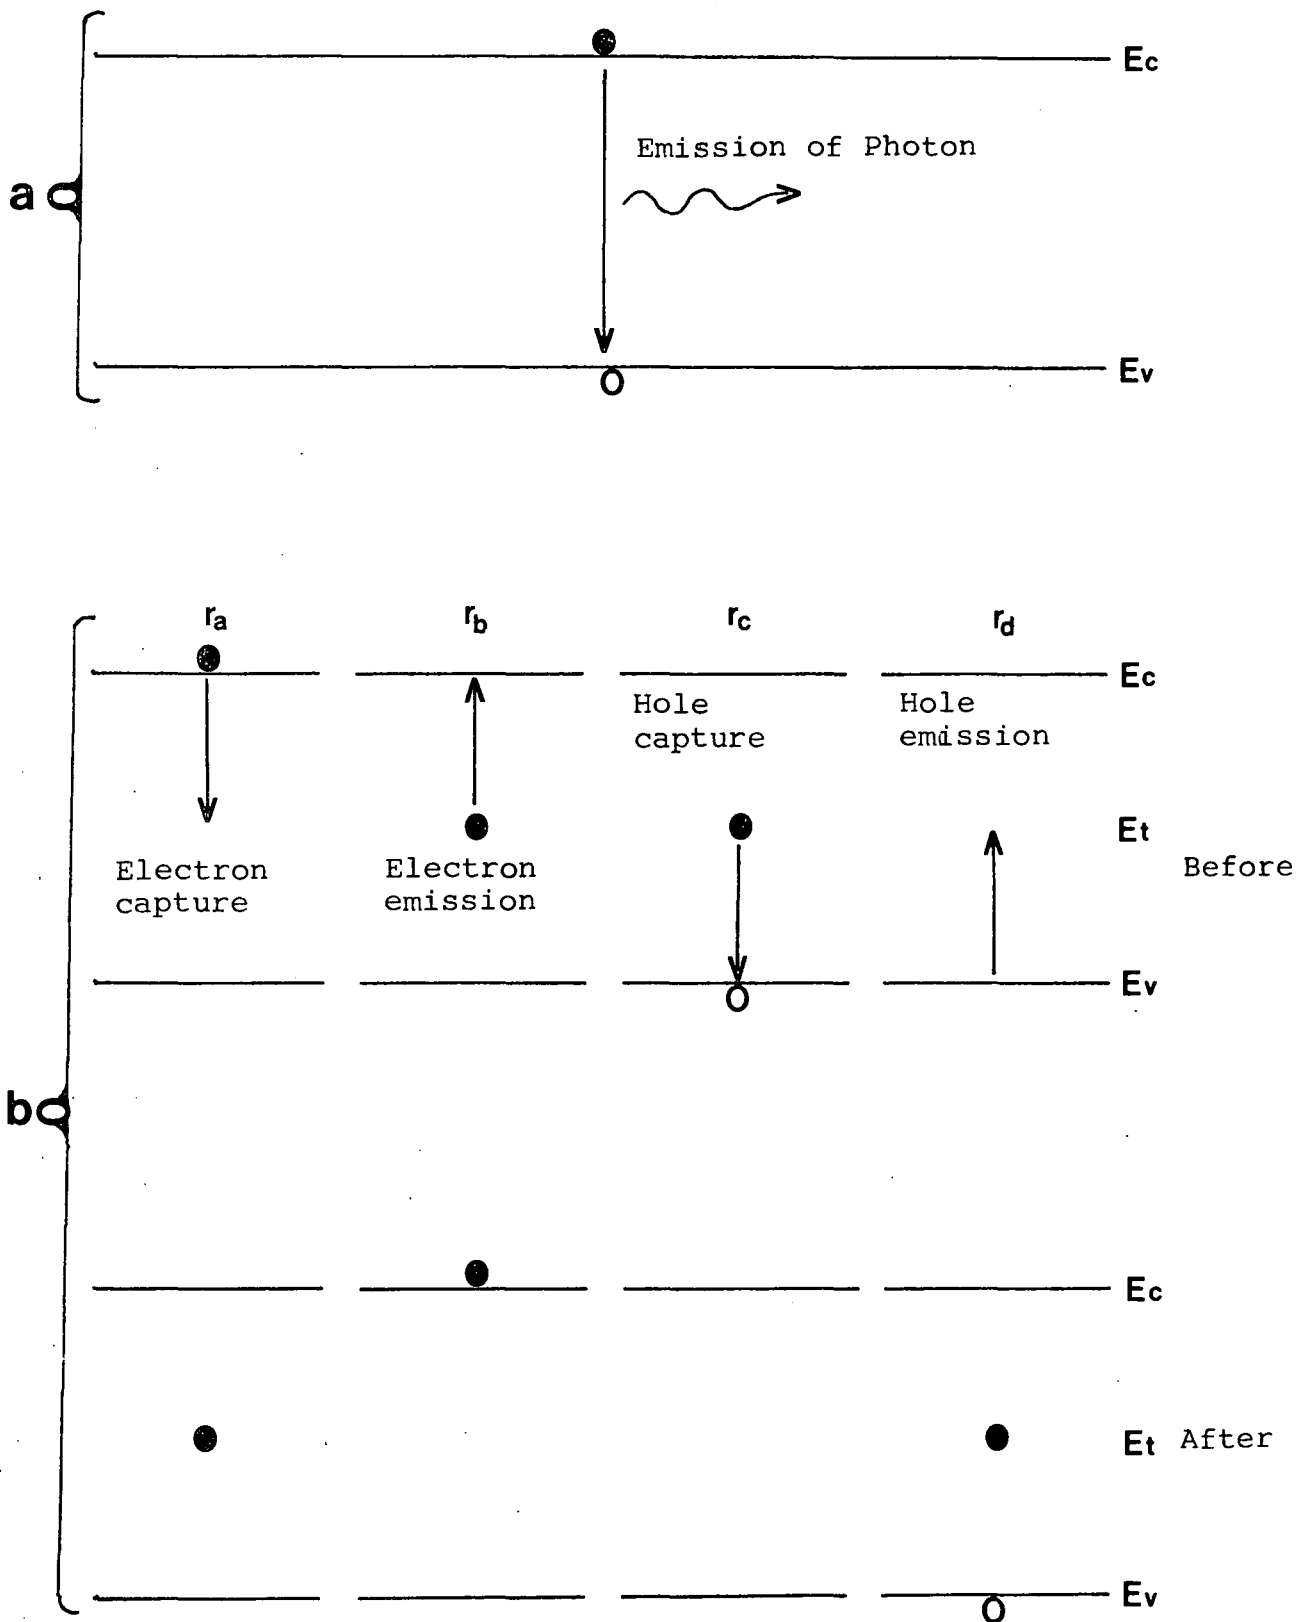 Ec
Emission of Photon
a
Ev
ra rb rc rd
Ec
Hole
capture
Hole
emission
Et
Electron
capture
Electron
emission
Before
Ev
b
Ec
Et After
Ev